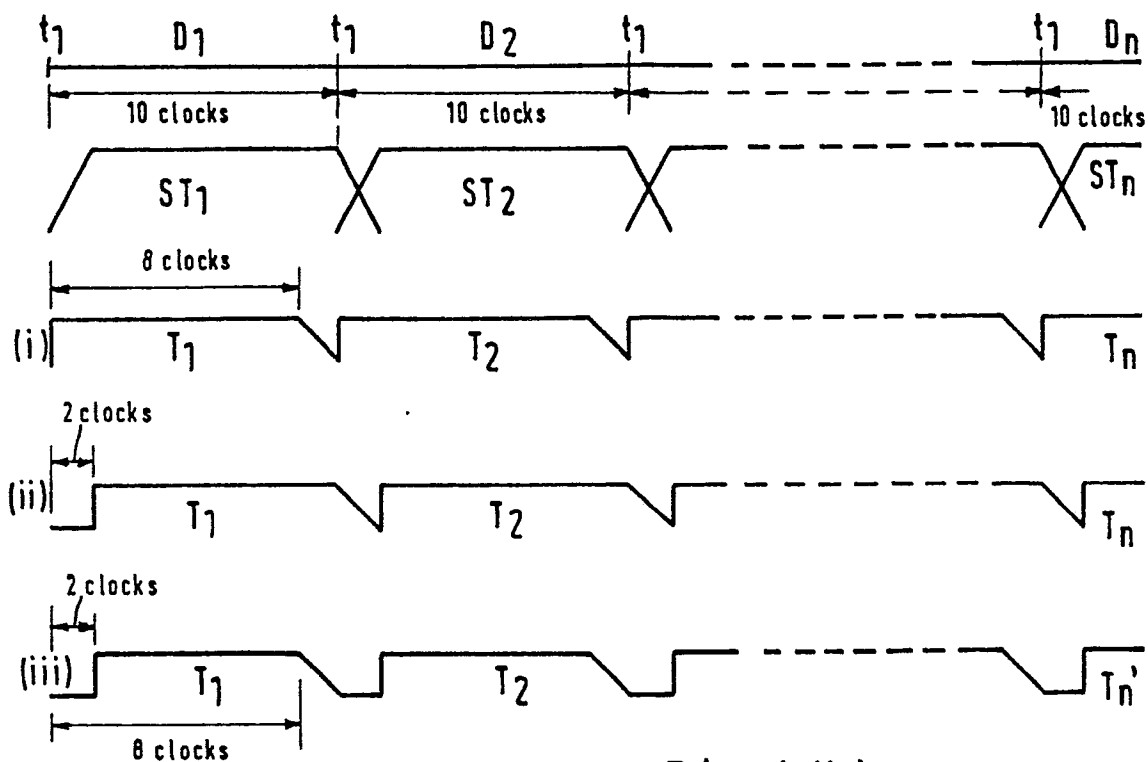 t1 D1 t1 D2 t1 t1 Dn
10 clocks 10 clocks 10 clocks
ST1 ST2 STn
8 clocks
(i) T1 T2 Tn
2 clocks
(ii) T1 T2 Tn
2 clocks
(iii) T1 T2 Tn'
8 clocks